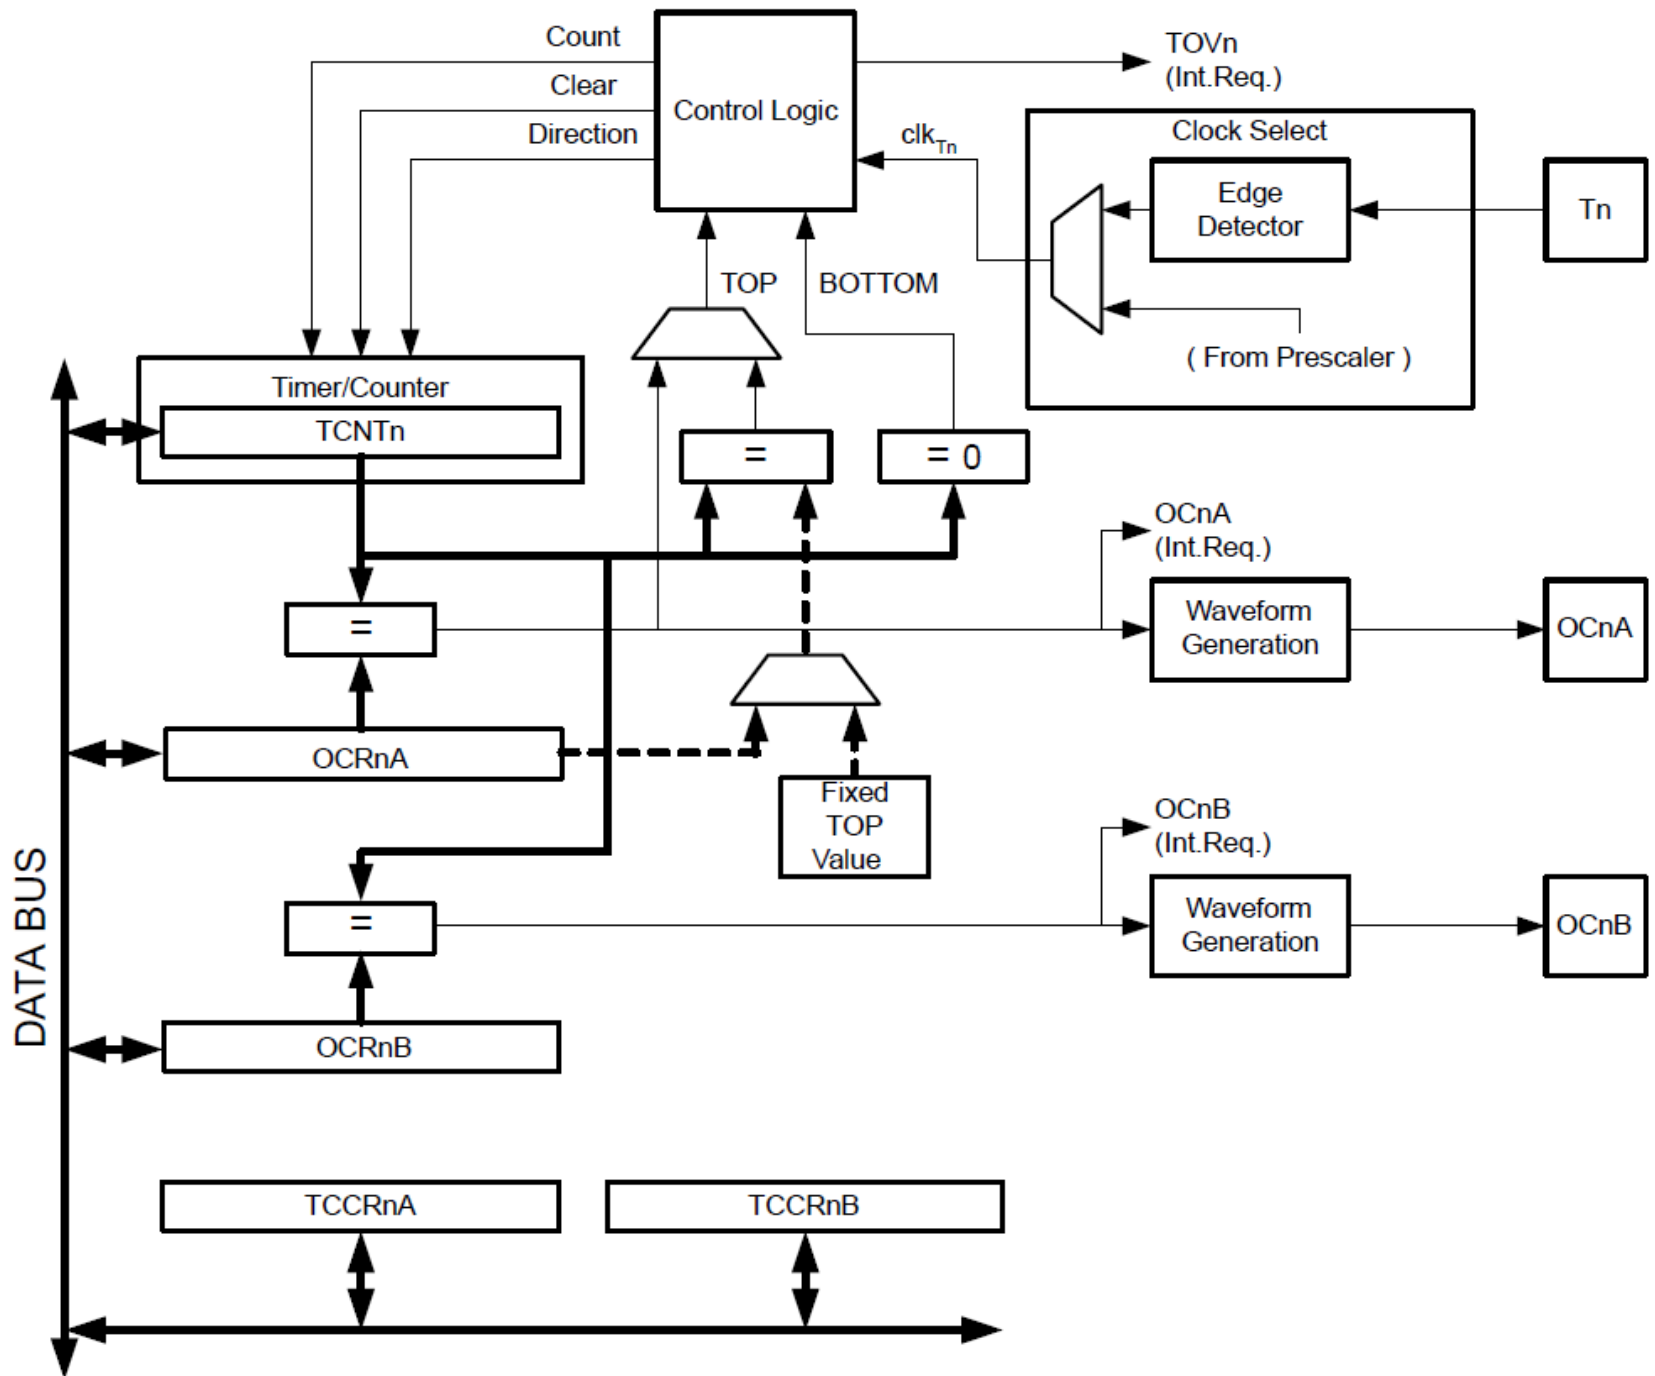 Count
Clear
Direction
Control Logic
TOVn
(Int.Req.)
clkTn
Clock Select
Edge
Detector
Tn
TOP
BOTTOM
( From Prescaler )
Timer/Counter
TCNTn
=
= 0
OCnA
(Int.Req.)
=
Waveform
Generation
OCnA
OCRnA
Fixed
TOP
Value
OCnB
(Int.Req.)
=
Waveform
Generation
OCnB
DATA BUS
OCRnB
TCCRnA
TCCRnB